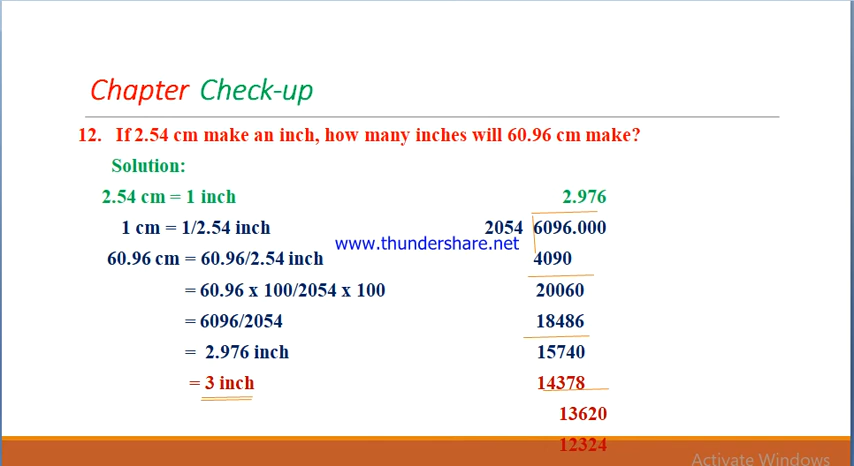 Chapter Check-up
12. If 2.54 cm make an inch, how many inches will 60.96 cm make?
Solution:
2.54 cm = 1 inch
1 cm = 1/2.54 inch
60.96 cm = 60.96/2.54 inch
= 60.96 x 100/2054 x 100
= 6096/2054
= 2.976 inch
= 3 inch
2.976
2054 6096.000
4090
20060
18486
15740
14378
13620
12324
www.thundershare.net
Activate Windows